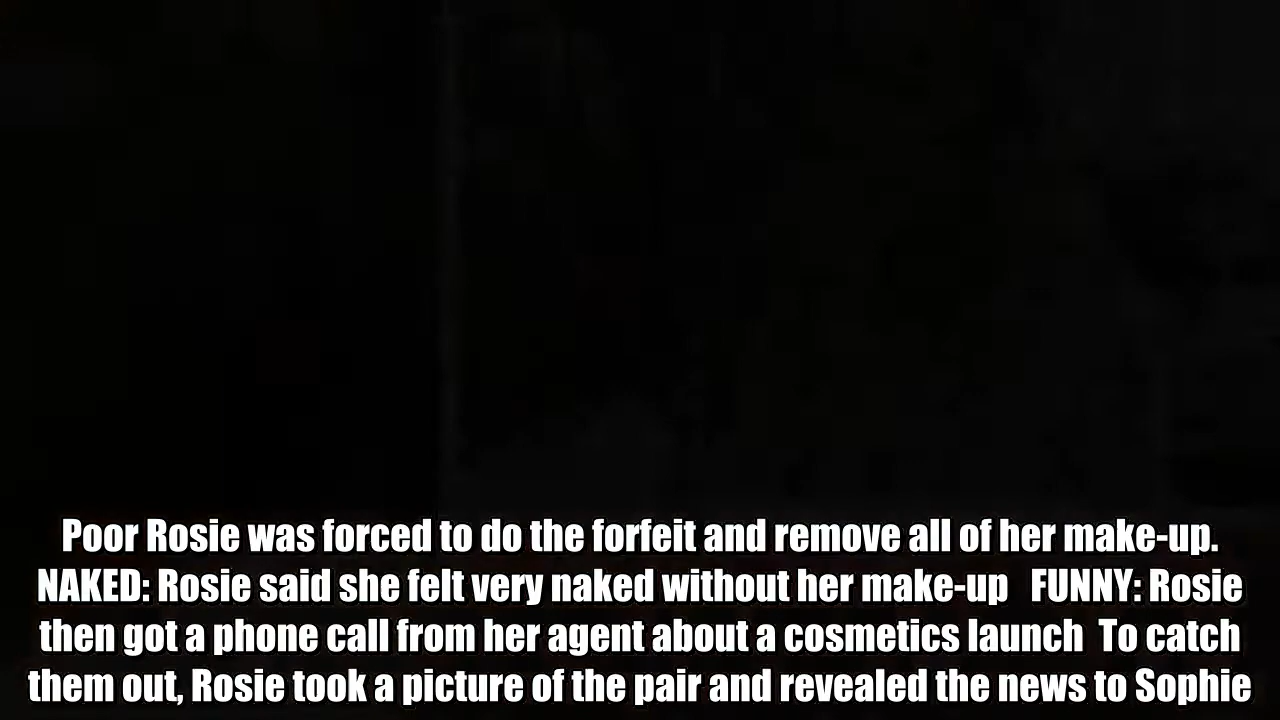 Poor Rosie was forced to do the forfeit and remove all of her make-up.
NAKED: Rosie said she felt very naked without her make-up   FUNNY: Rosie
then got a phone call from her agent about a cosmetics launch  To catch
them out, Rosie took a picture of the pair and revealed the news to Sophie